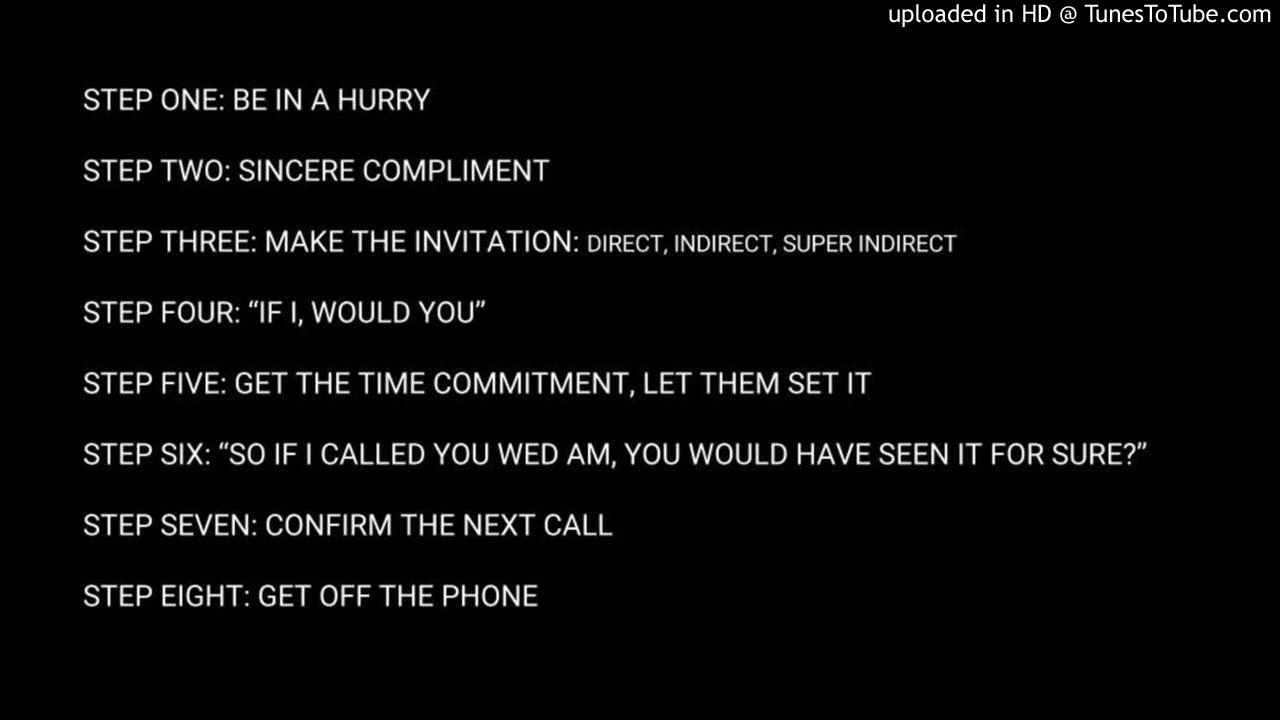 uploaded in HD @ TunesToTube.com
STEP ONE: BE IN A HURRY
STEP TWO: SINCERE COMPLIMENT
STEP THREE: MAKE THE INVITATION: DIRECT, INDIRECT, SUPER INDIRECT
STEP FOUR: “IF I, WOULD YOU”
STEP FIVE: GET THE TIME COMMITMENT, LET THEM SET IT
STEP SIX: “SO IF I CALLED YOU WED AM, YOU WOULD HAVE SEEN IT FOR SURE?”
STEP SEVEN: CONFIRM THE NEXT CALL
STEP EIGHT: GET OFF THE PHONE